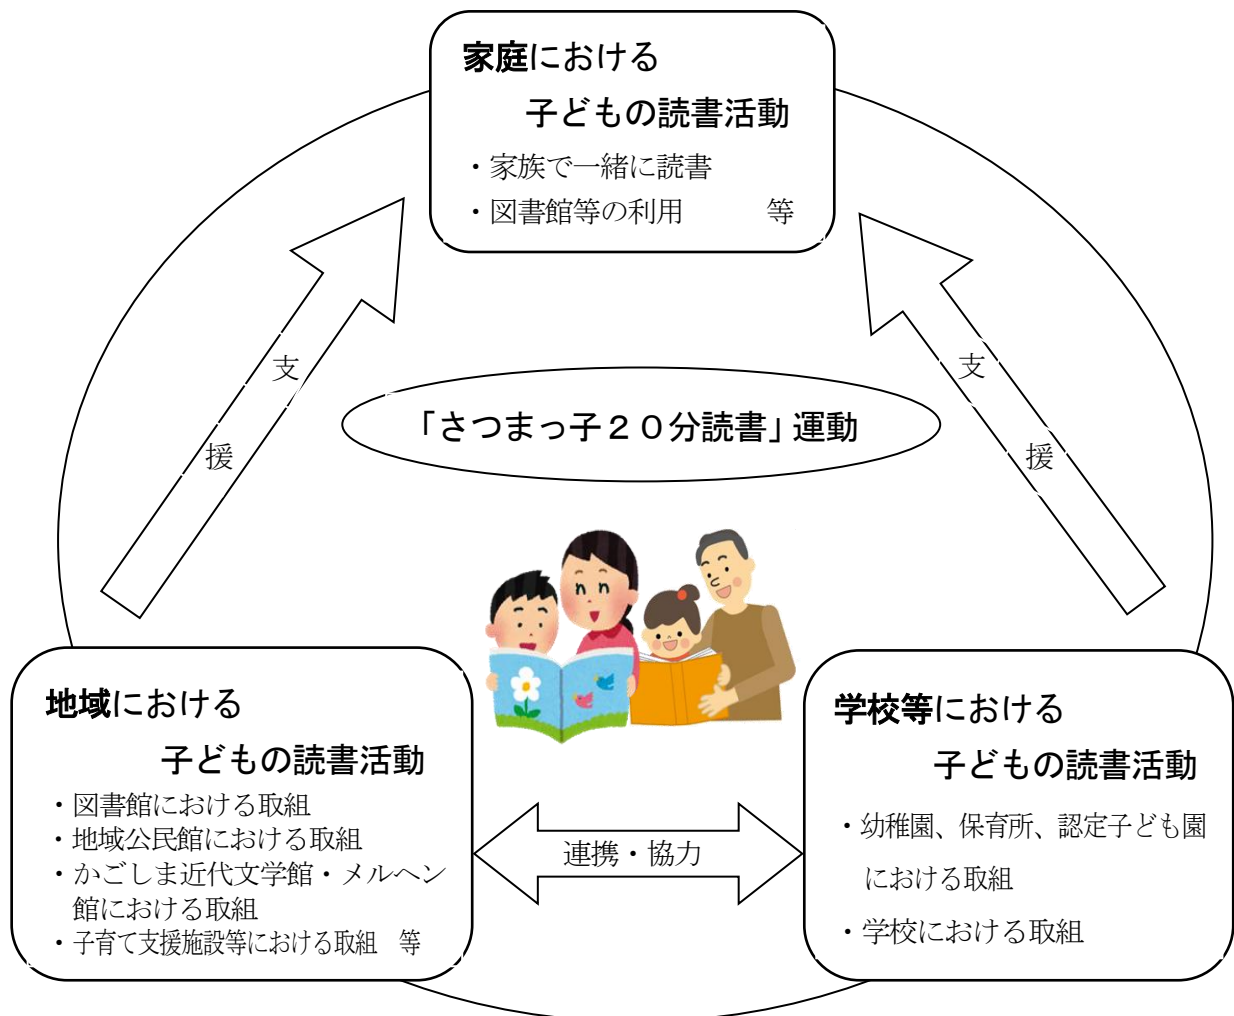 家庭における
子どもの読書活動
・家族で一緒に読書
・図書館等の利用　　　等
支
援
支
援
「さつまっ子２０分読書」運動
地域における
子どもの読書活動
・図書館における取組
・地域公民館における取組
・かごしま近代文学館・メルヘン
館における取組
・子育て支援施設等における取組　等
連携・協力
学校等における
子どもの読書活動
・幼稚園、保育所、認定子ども園
における取組
・学校における取組